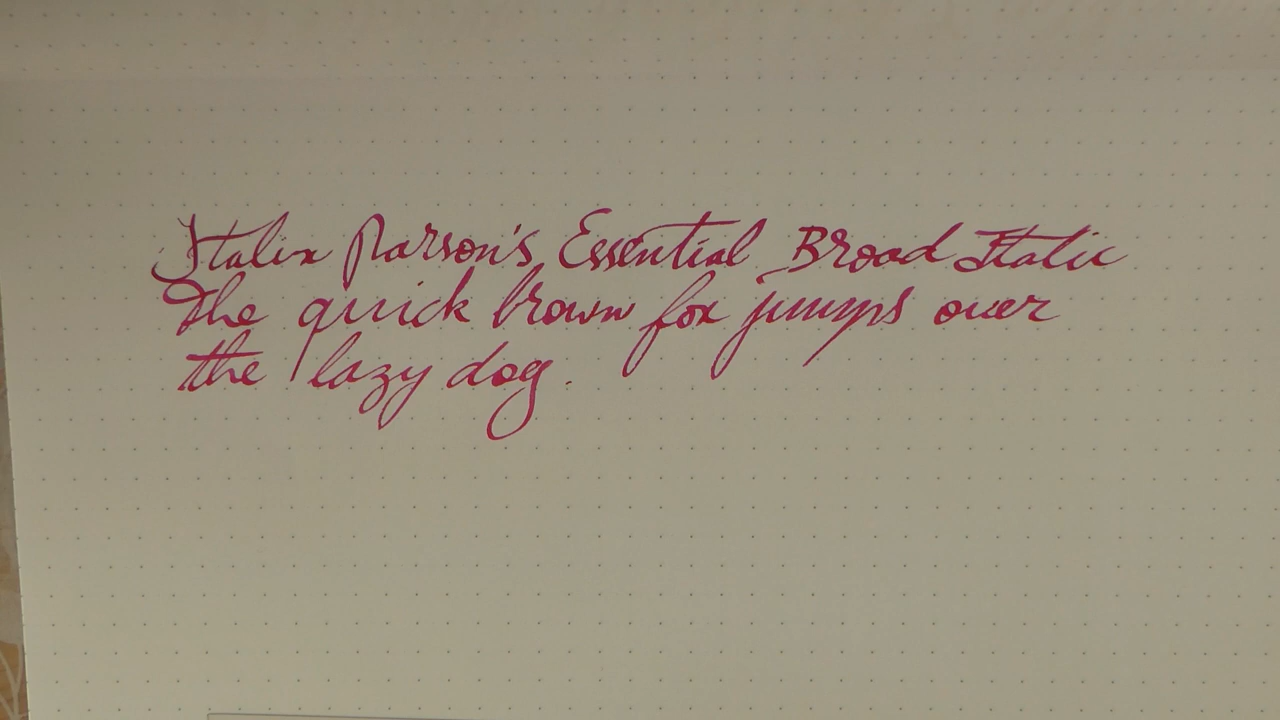 Italix Parson's Essential Broad Italic
The quick brown fox jumps over
the lazy dog.